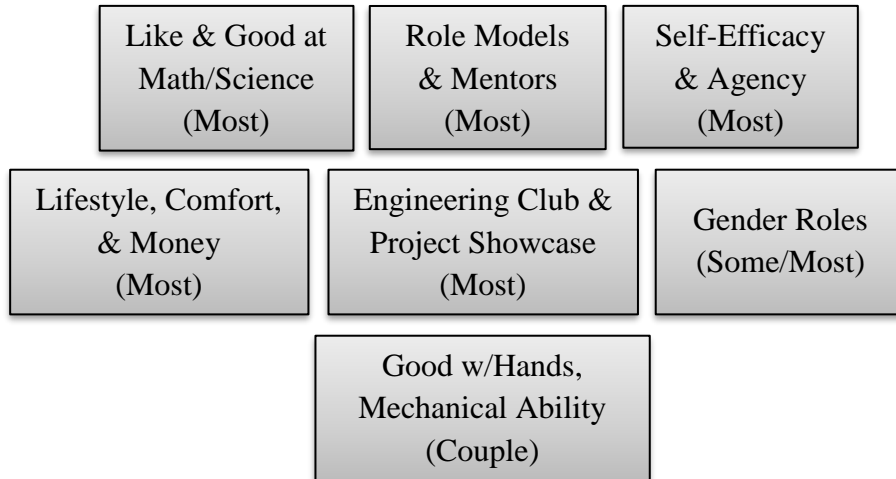 Like & Good at
Math/Science
(Most)
Role Models
& Mentors
(Most)
Self-Efficacy
& Agency
(Most)
Lifestyle, Comfort,
& Money
(Most)
Engineering Club &
Project Showcase
(Most)
Gender Roles
(Some/Most)
Good w/Hands,
Mechanical Ability
(Couple)